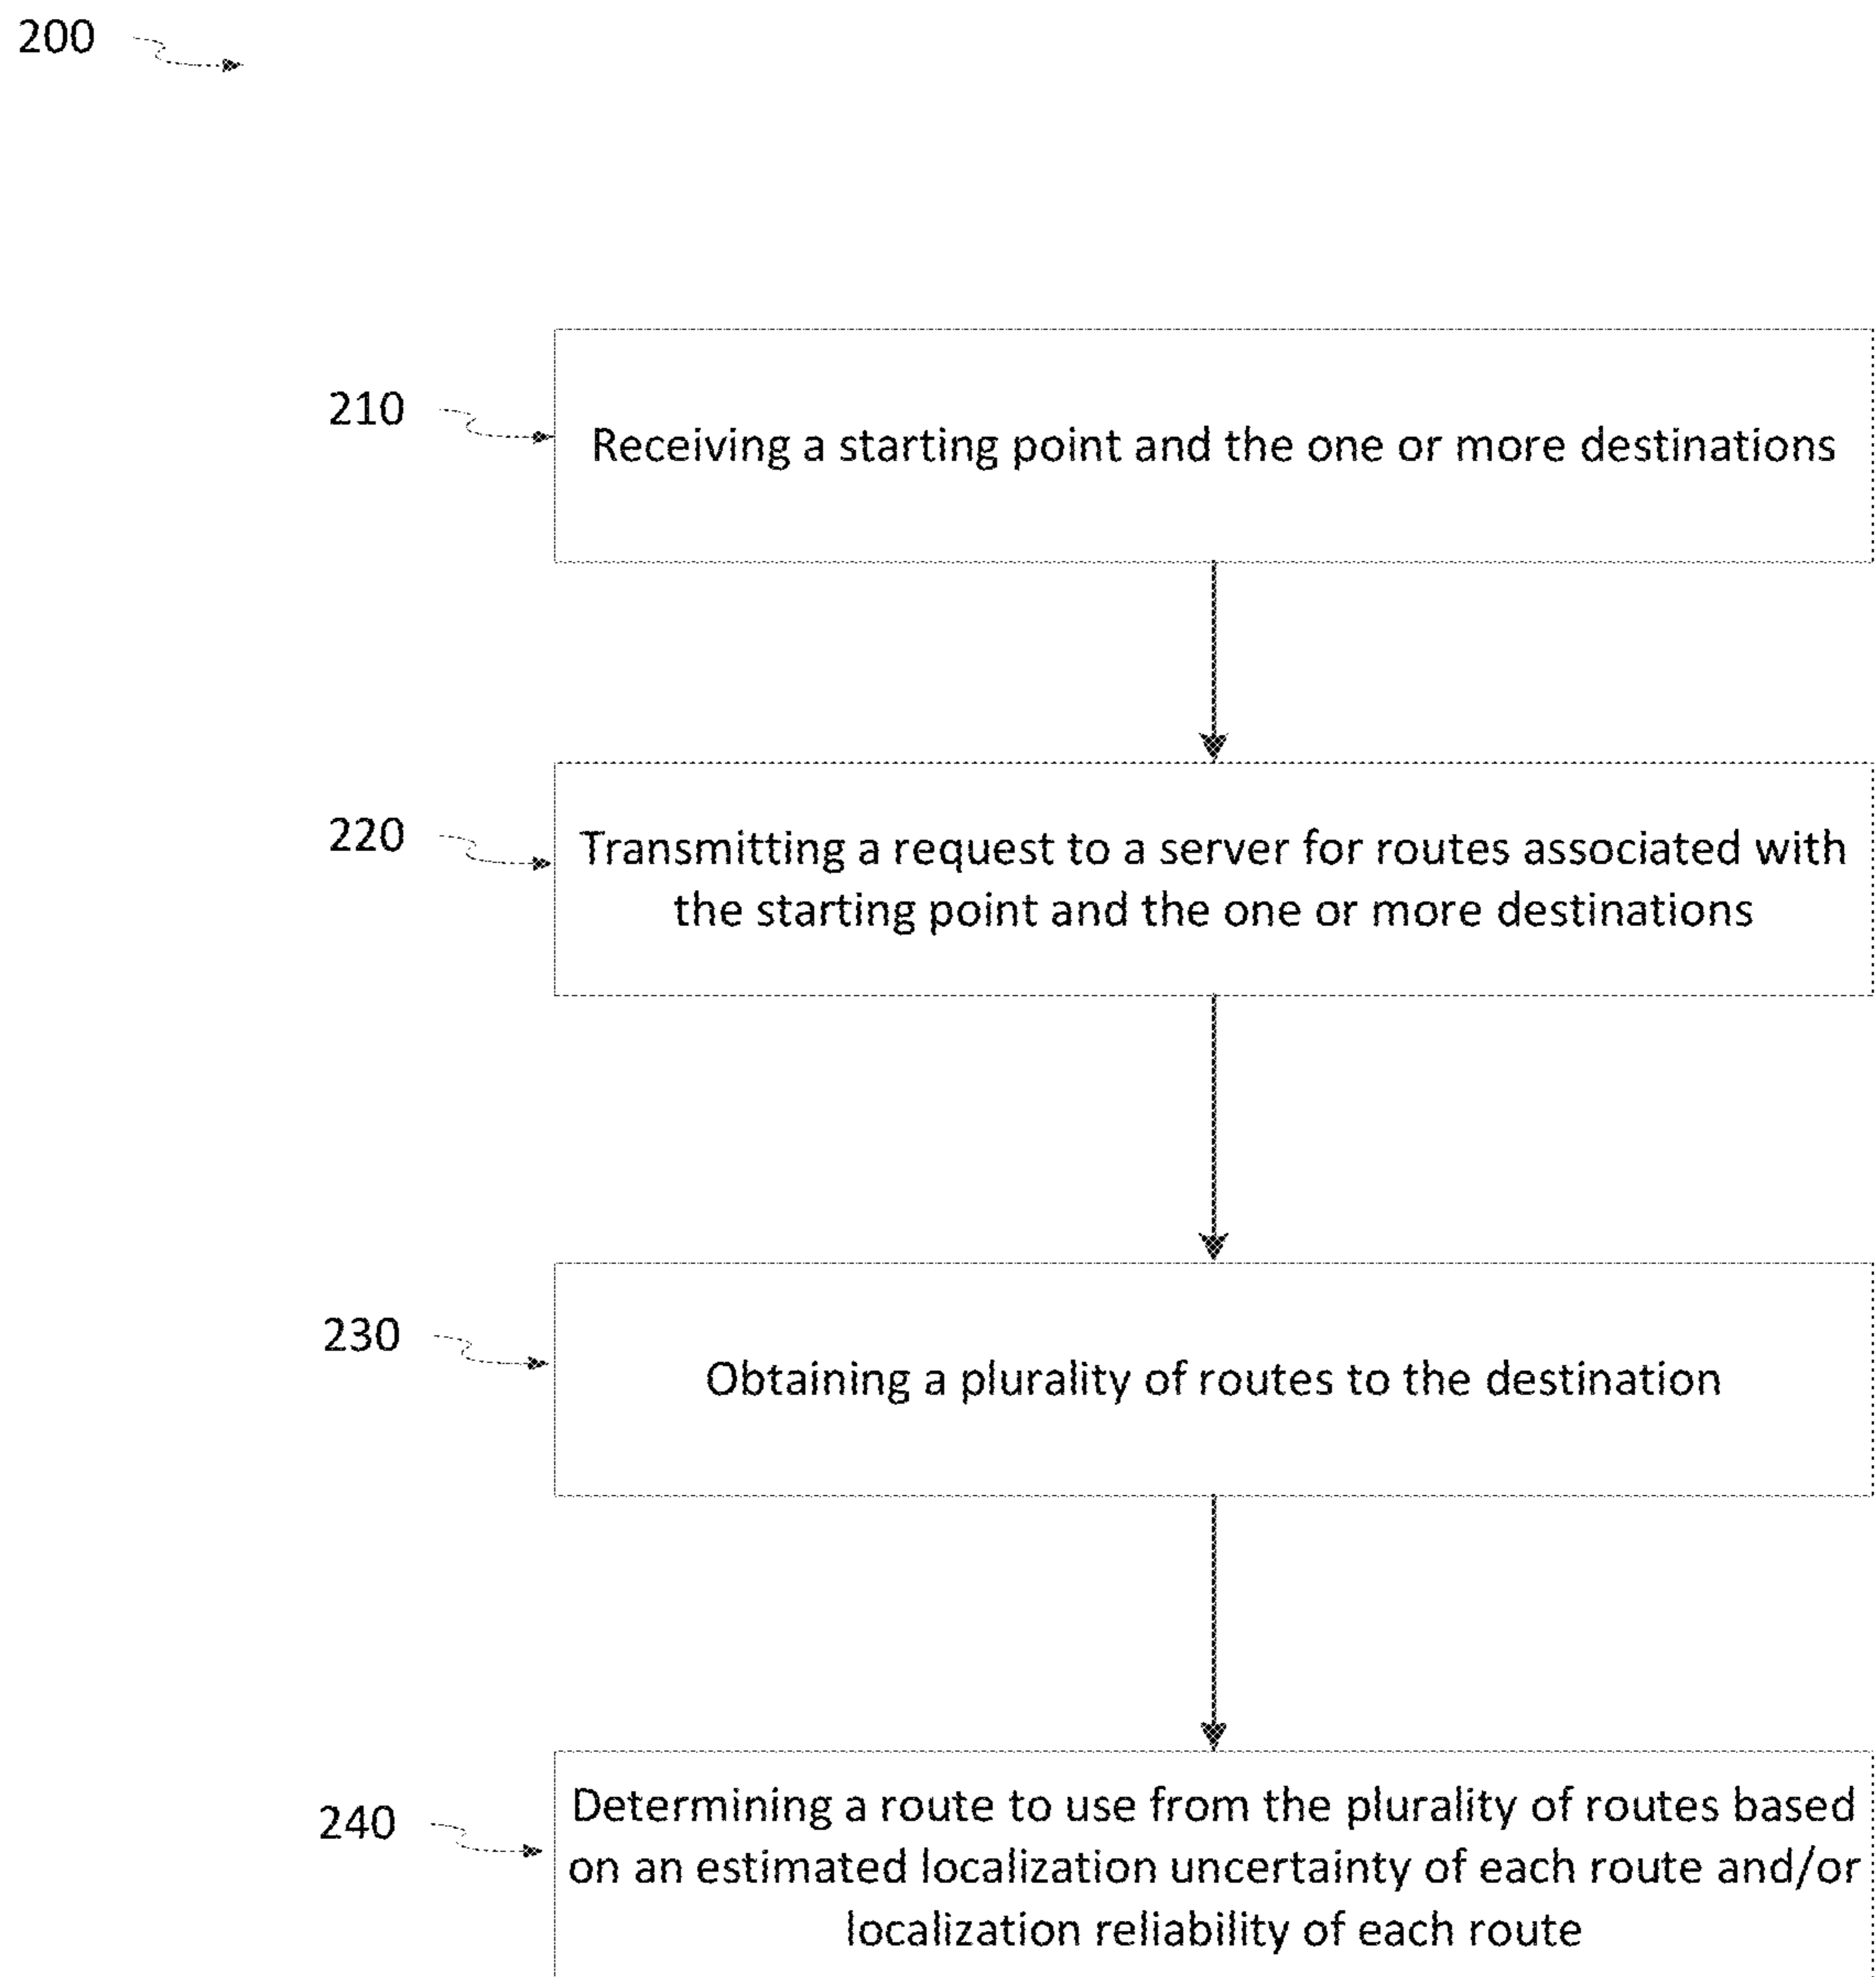 200
210
Receiving a starting point and the one or more destinations
220
Transmitting a request to a server for routes associated with
the starting point and the one or more destinations
230
Obtaining a plurality of routes to the destination
240
Determining a route to use from the plurality of routes based
on an estimated localization uncertainty of each route and/or
localization reliability of each route